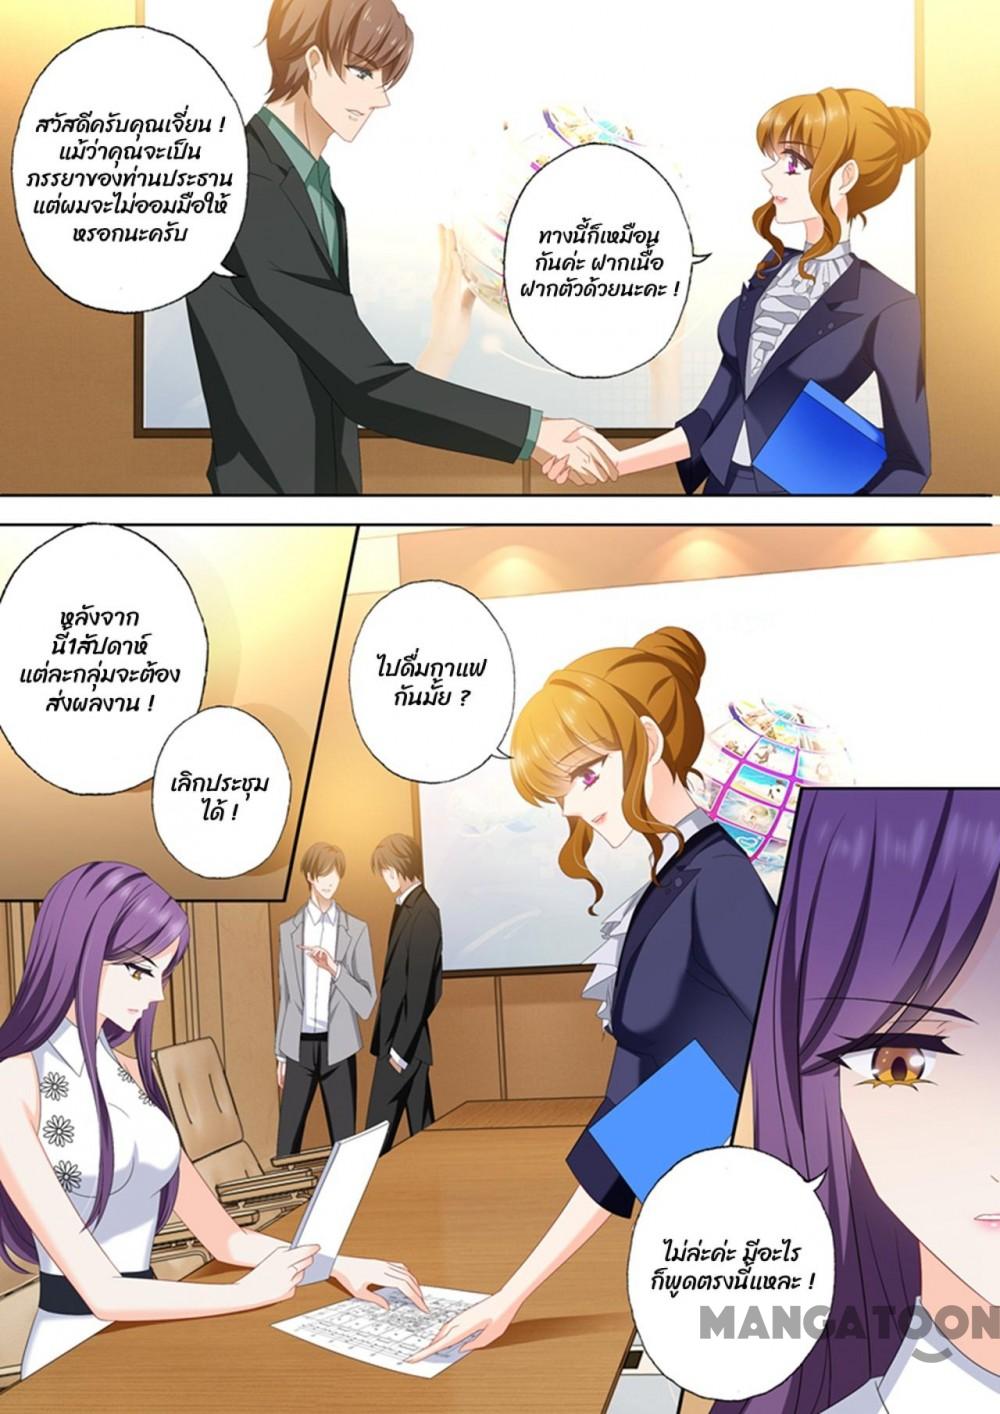 สวัสดีครับคุณเจี่ยน !
แม้ว่าคุณจะเป็น
ภรรยาของท่านประธาน
แต่ผมจะไม่ออมมือให้
หรอกนะครับ
ทางนี้ก็เหมือน
กันค่ะ ฝากเนื้อ
ฝากตัวด้วยนะคะ !
หลังจาก
นี้1สัปดาห์
แต่ละกลุ่มจะต้อง
ส่งผลงาน !
เลิกประชุม
ได้ !
ไปดื่มกาแฟ
กันมั้ย ?
ไม่ล่ะค่ะ มีอะไร
ก็พูดตรงนี้แหละ !
MANGATOON